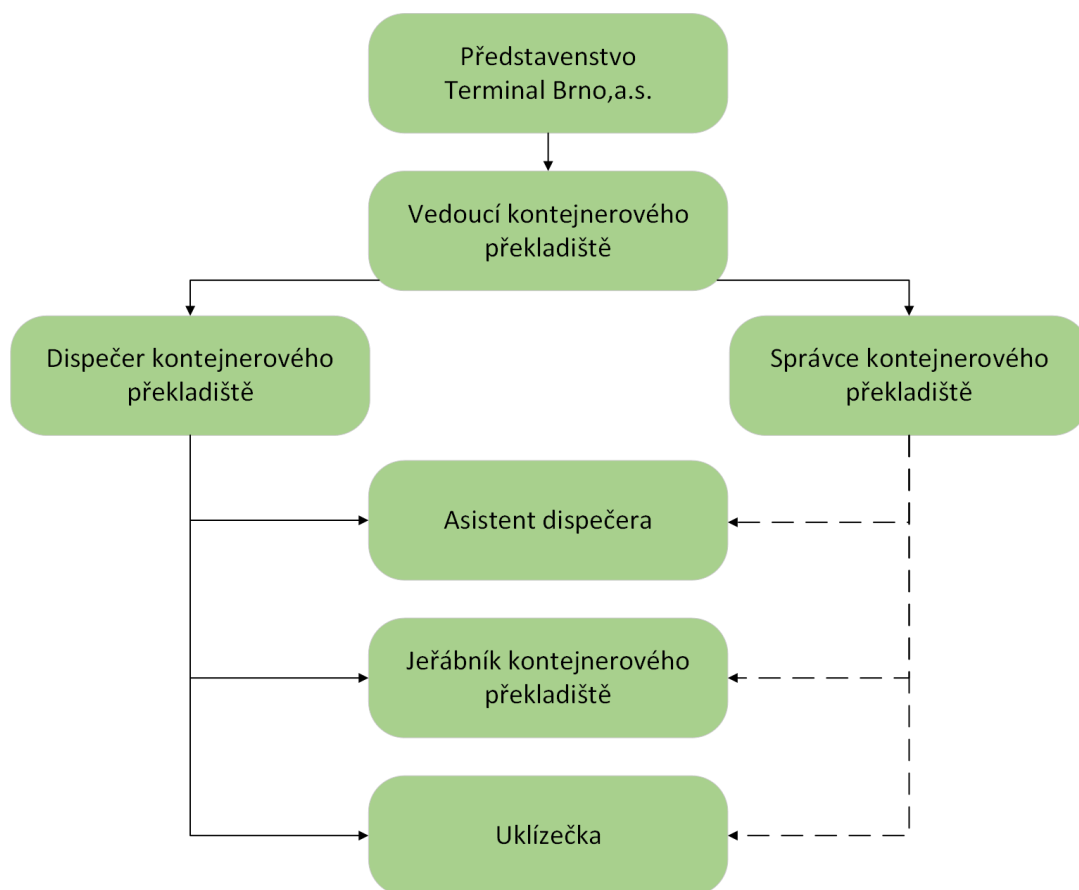 Představenstvo
Terminal Brno,a.s.
Vedoucí kontejnerového
překladiště
Dispečer kontejnerového
překladiště
Správce kontejnerového
překladiště
Asistent dispečera
Jeřábník kontejnerového
překladiště
Uklízečka